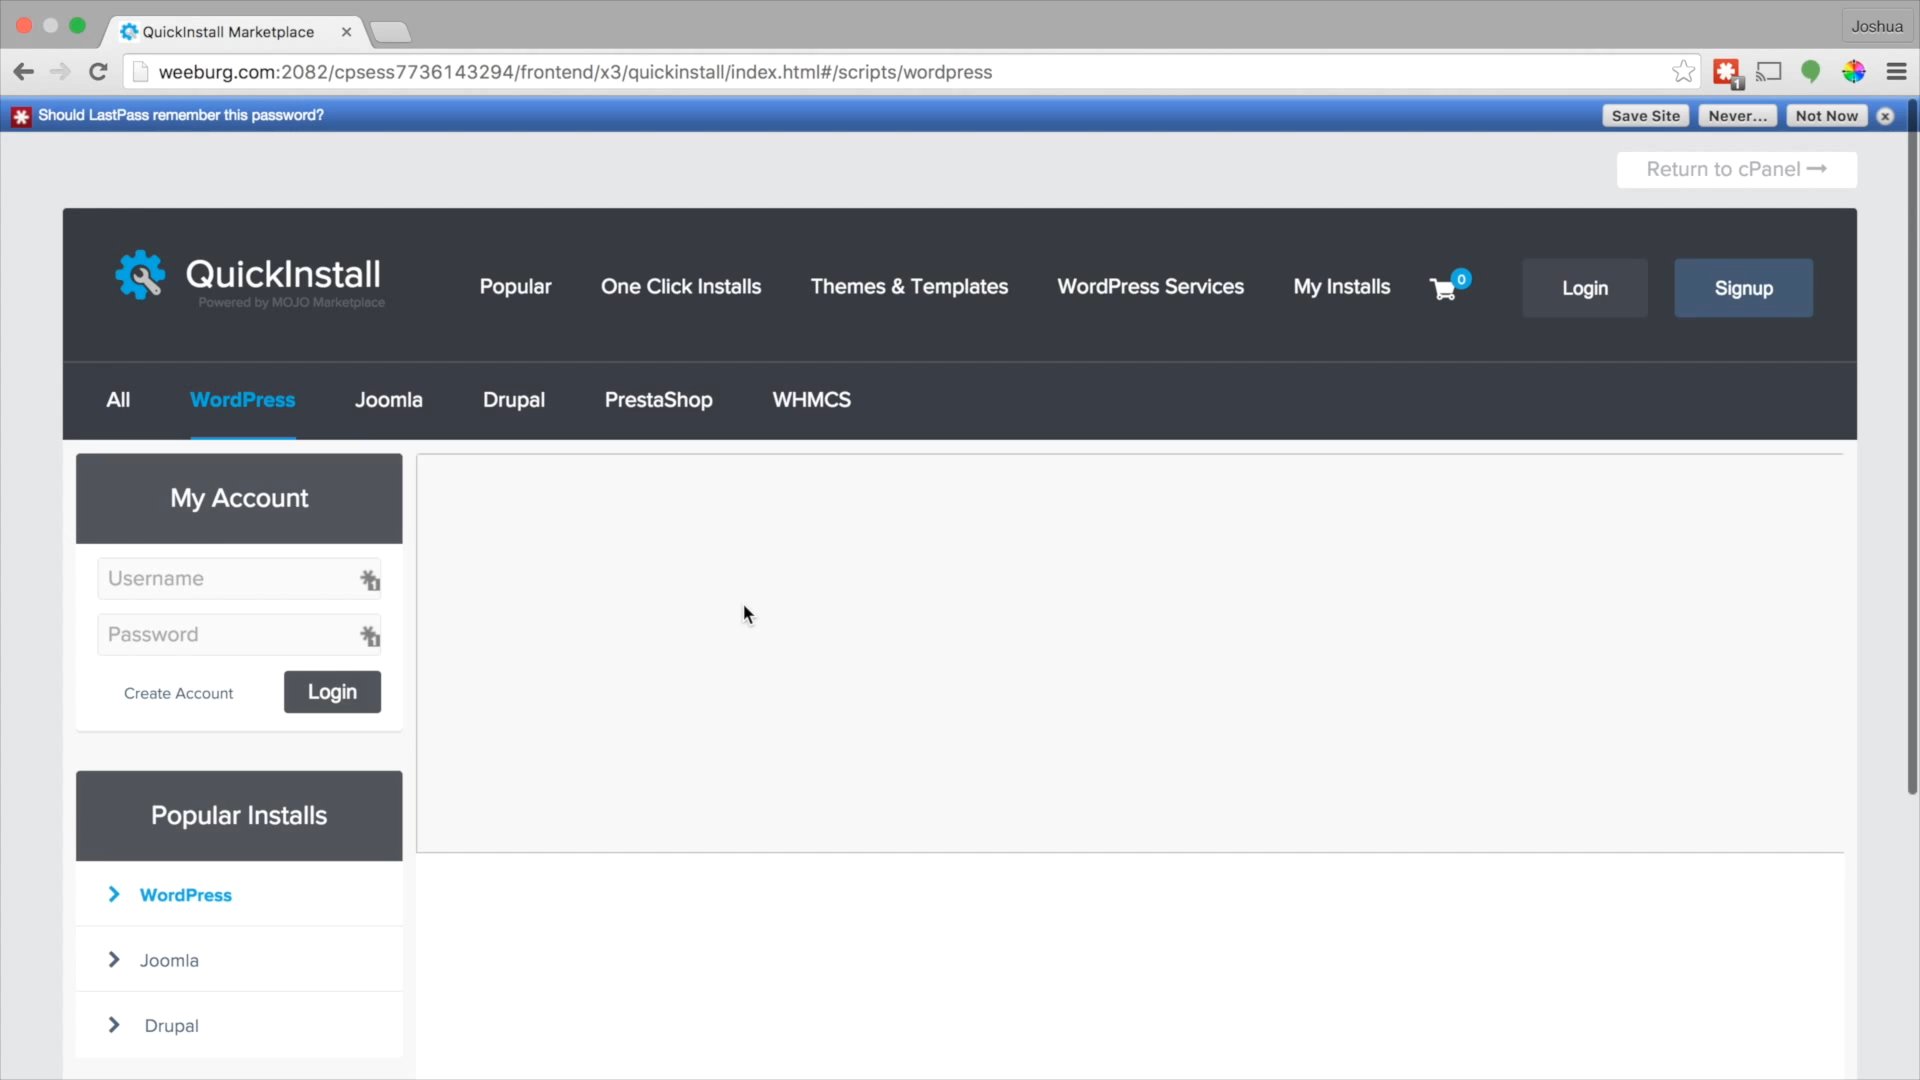 QuickInstall Marketplace
Joshua
weeburg.com:2082/cpsess7736143294/frontend/x3/quickinstall/index.html#/scripts/wordpress
1
Should LastPass remember this password?
Save Site Never... Not Now
Return to cPanel
QuickInstall
Powered by MOJO Marketplace
Popular One Click Installs Themes & Templates WordPress Services My Installs 0 Login Signup
All WordPress Joomla Drupal PrestaShop WHMCS
My Account
Username 1
Password 1
Create Account Login
Popular Installs
WordPress
Joomla
Drupal